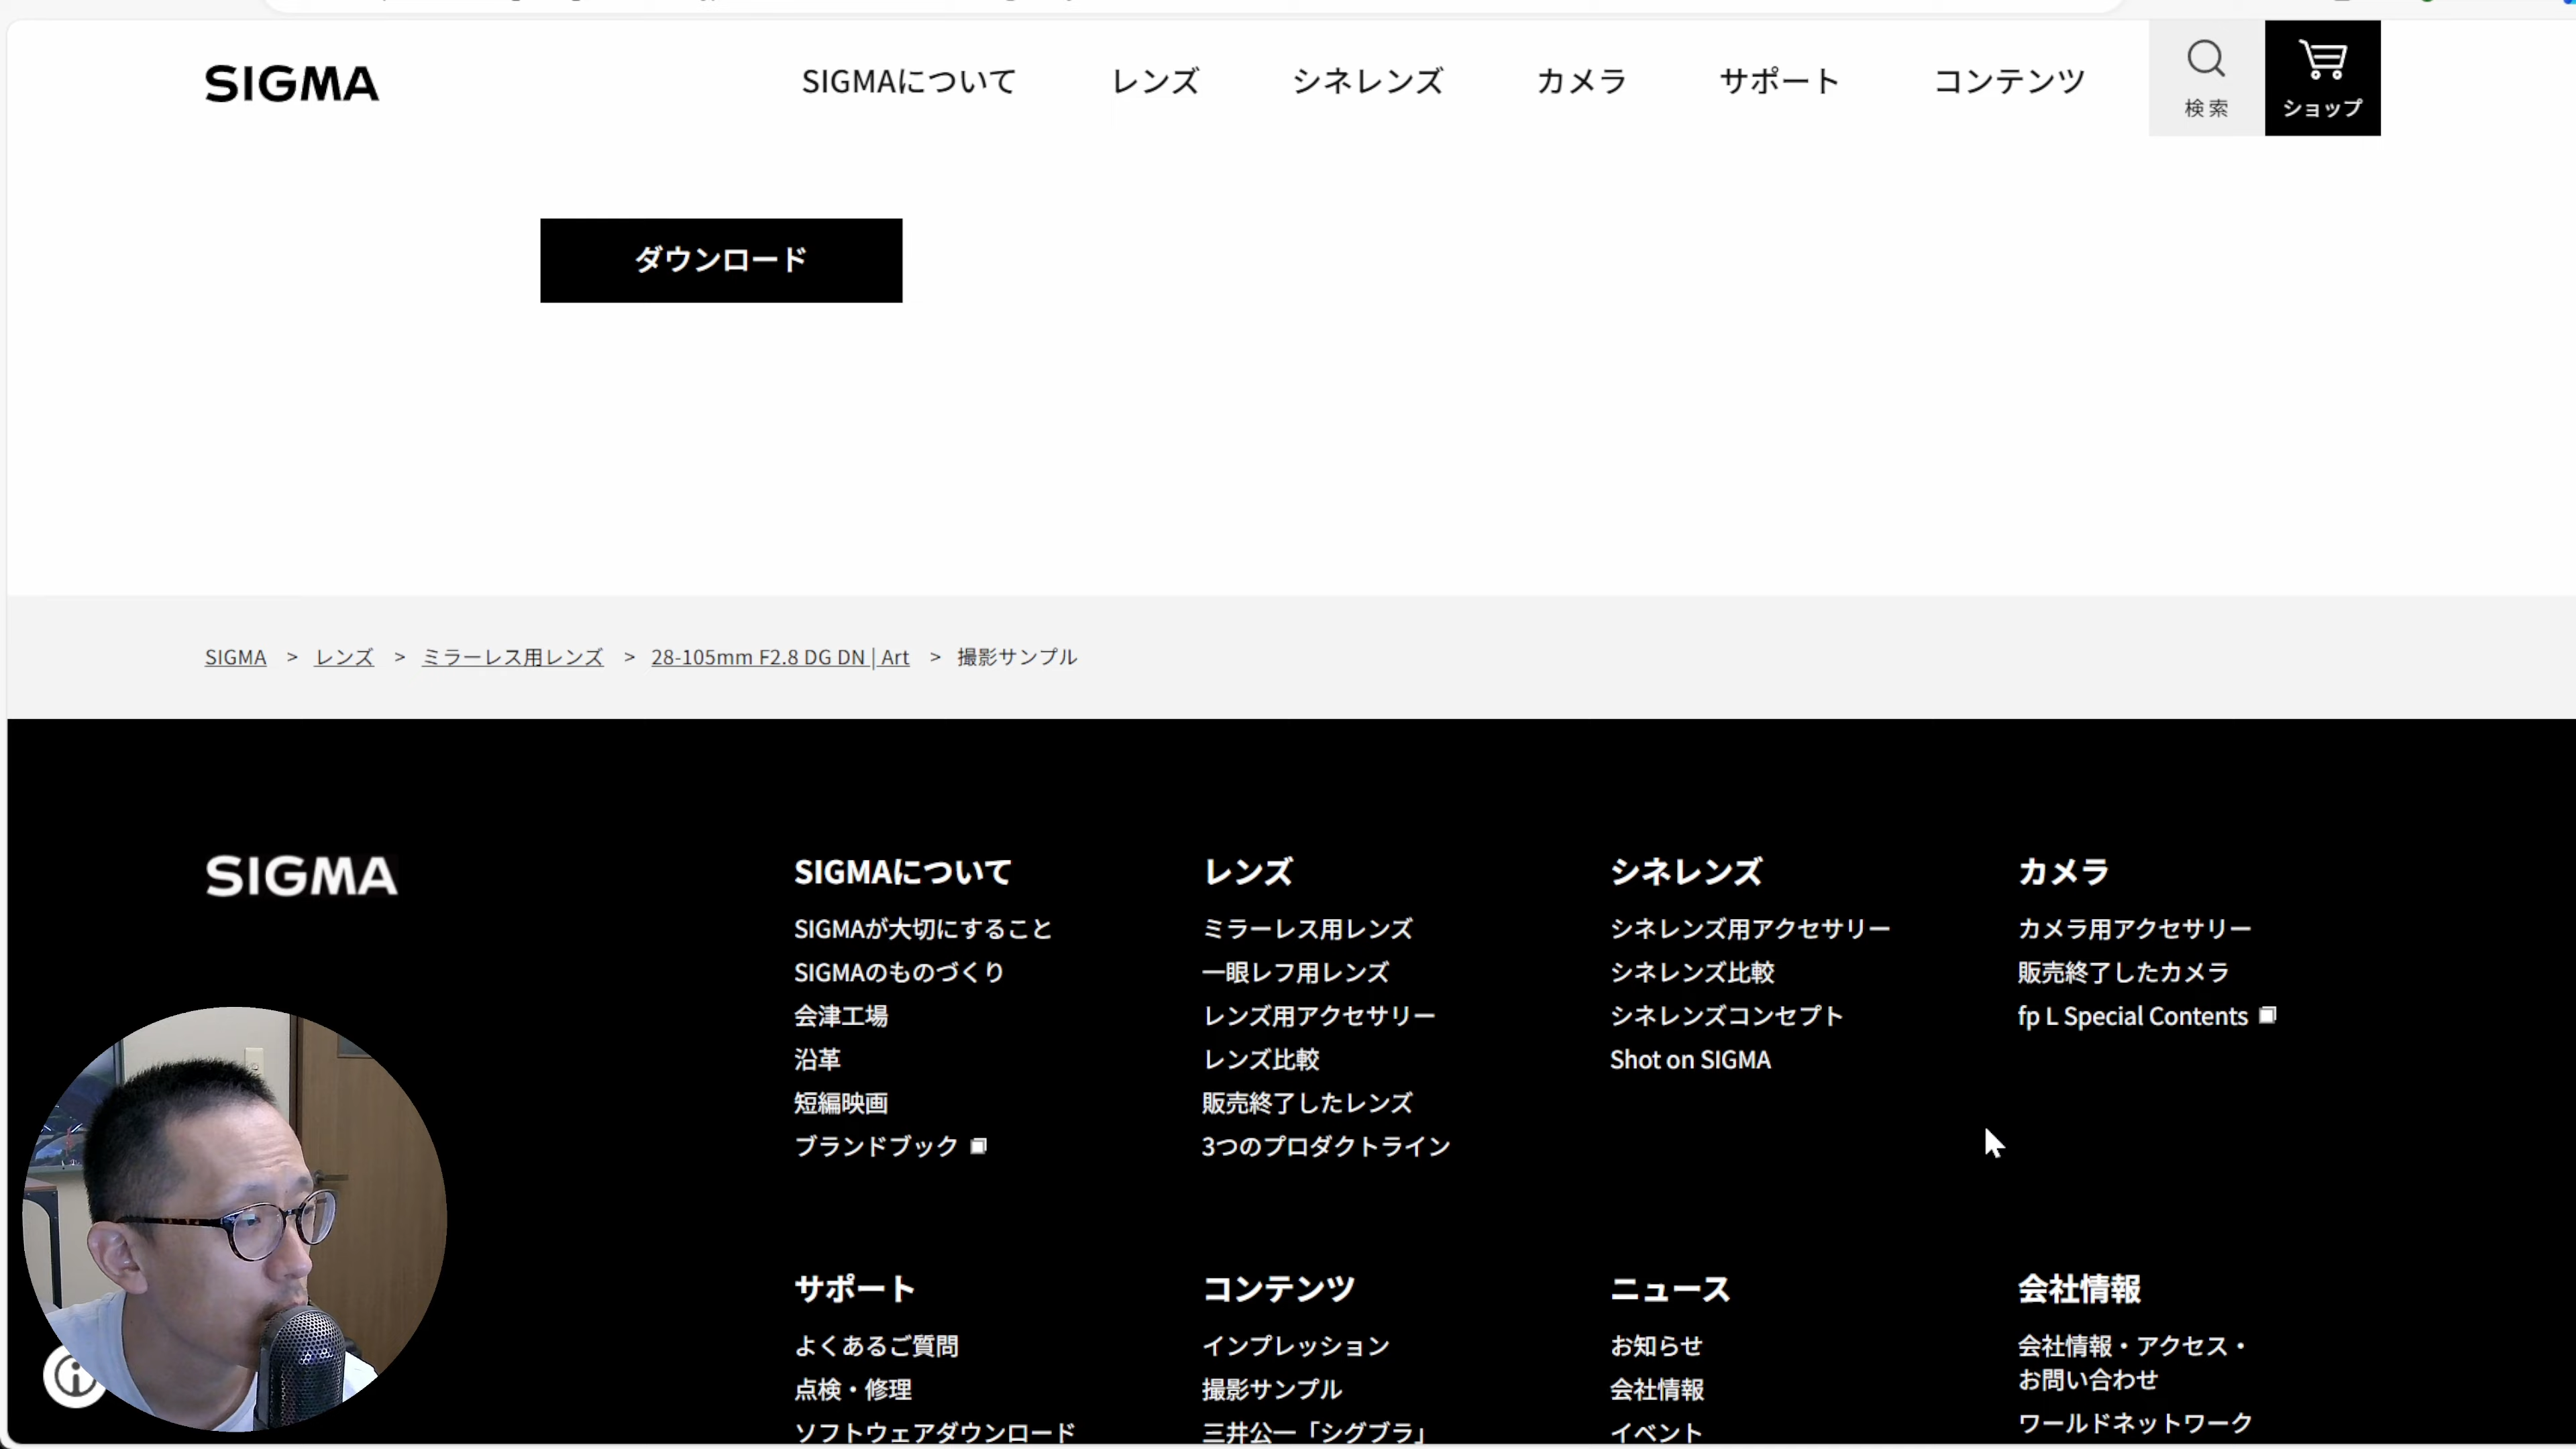 SIGMA
SIGMAについて
レンズ
シネレンズ
カメラ
サポート
コンテンツ
検索
ショップ
ダウンロード
SIGMA > レンズ > ミラーレス用レンズ > 28-105mm F2.8 DG DN | Art > 撮影サンプル
SIGMA
SIGMAについて
SIGMAが大切にすること
SIGMAのものづくり
会津工場
沿革
短編映画
ブランドブック
レンズ
ミラーレス用レンズ
一眼レフ用レンズ
レンズ用アクセサリー
レンズ比較
販売終了したレンズ
3つのプロダクトライン
シネレンズ
シネレンズ用アクセサリー
シネレンズ比較
シネレンズコンセプト
Shot on SIGMA
カメラ
カメラ用アクセサリー
販売終了したカメラ
fp L Special Contents
サポート
よくあるご質問
点検・修理
ソフトウェアダウンロード
コンテンツ
インプレッション
撮影サンプル
三井公一「シグブラ」
ニュース
お知らせ
会社情報
イベント
会社情報
会社情報・アクセス・
お問い合わせ
ワールドネットワーク